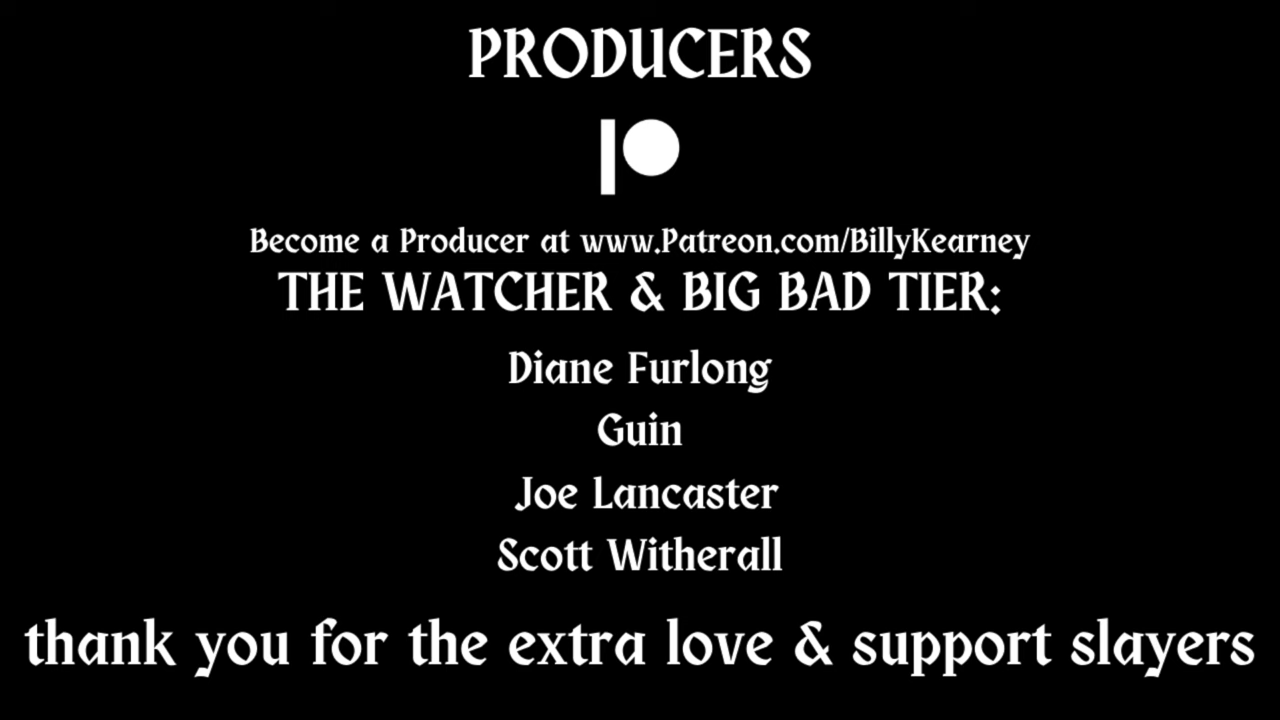 PRODUCERS
Become a Producer at www.Patreon.com/BillyKearney
THE WATCHER & BIG BAD TIER:
Diane Furlong
Guin
Joe Lancaster
Scott Witherall
thank you for the extra love & support slayers